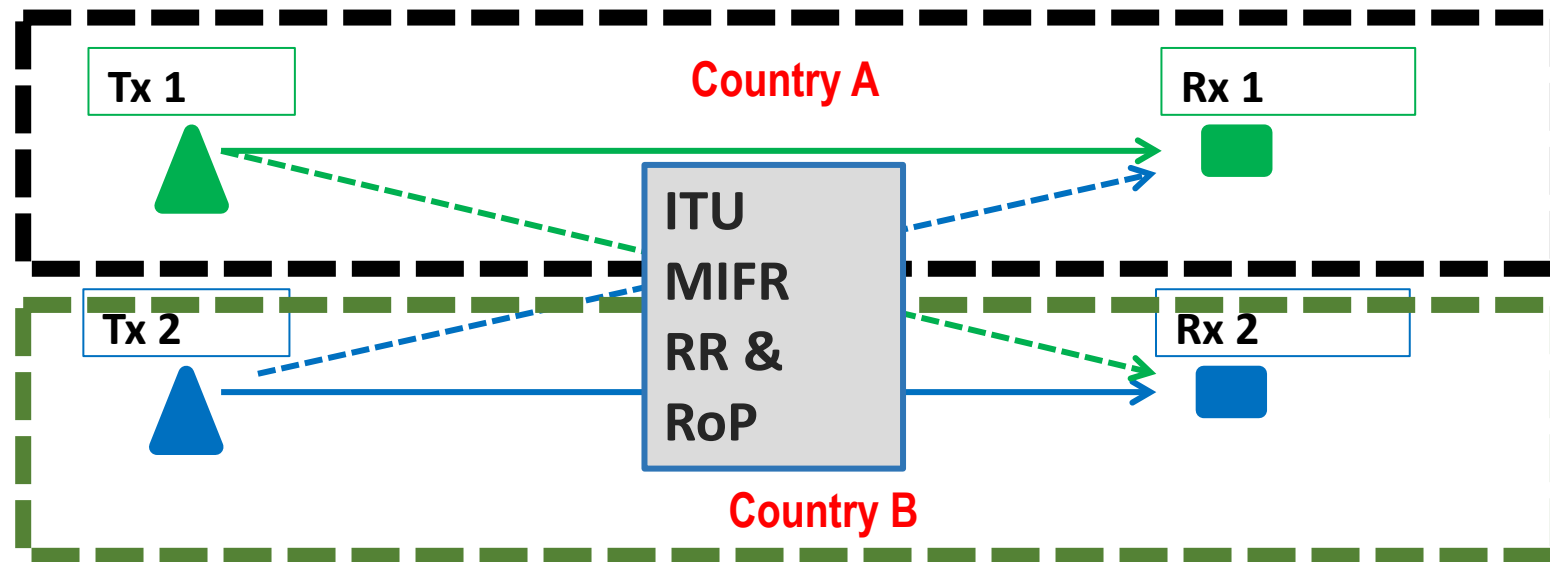 Tx 1
Country A
Rx 1
ITU
MIFR
RR &
RoP
Tx 2
Rx 2
Country B